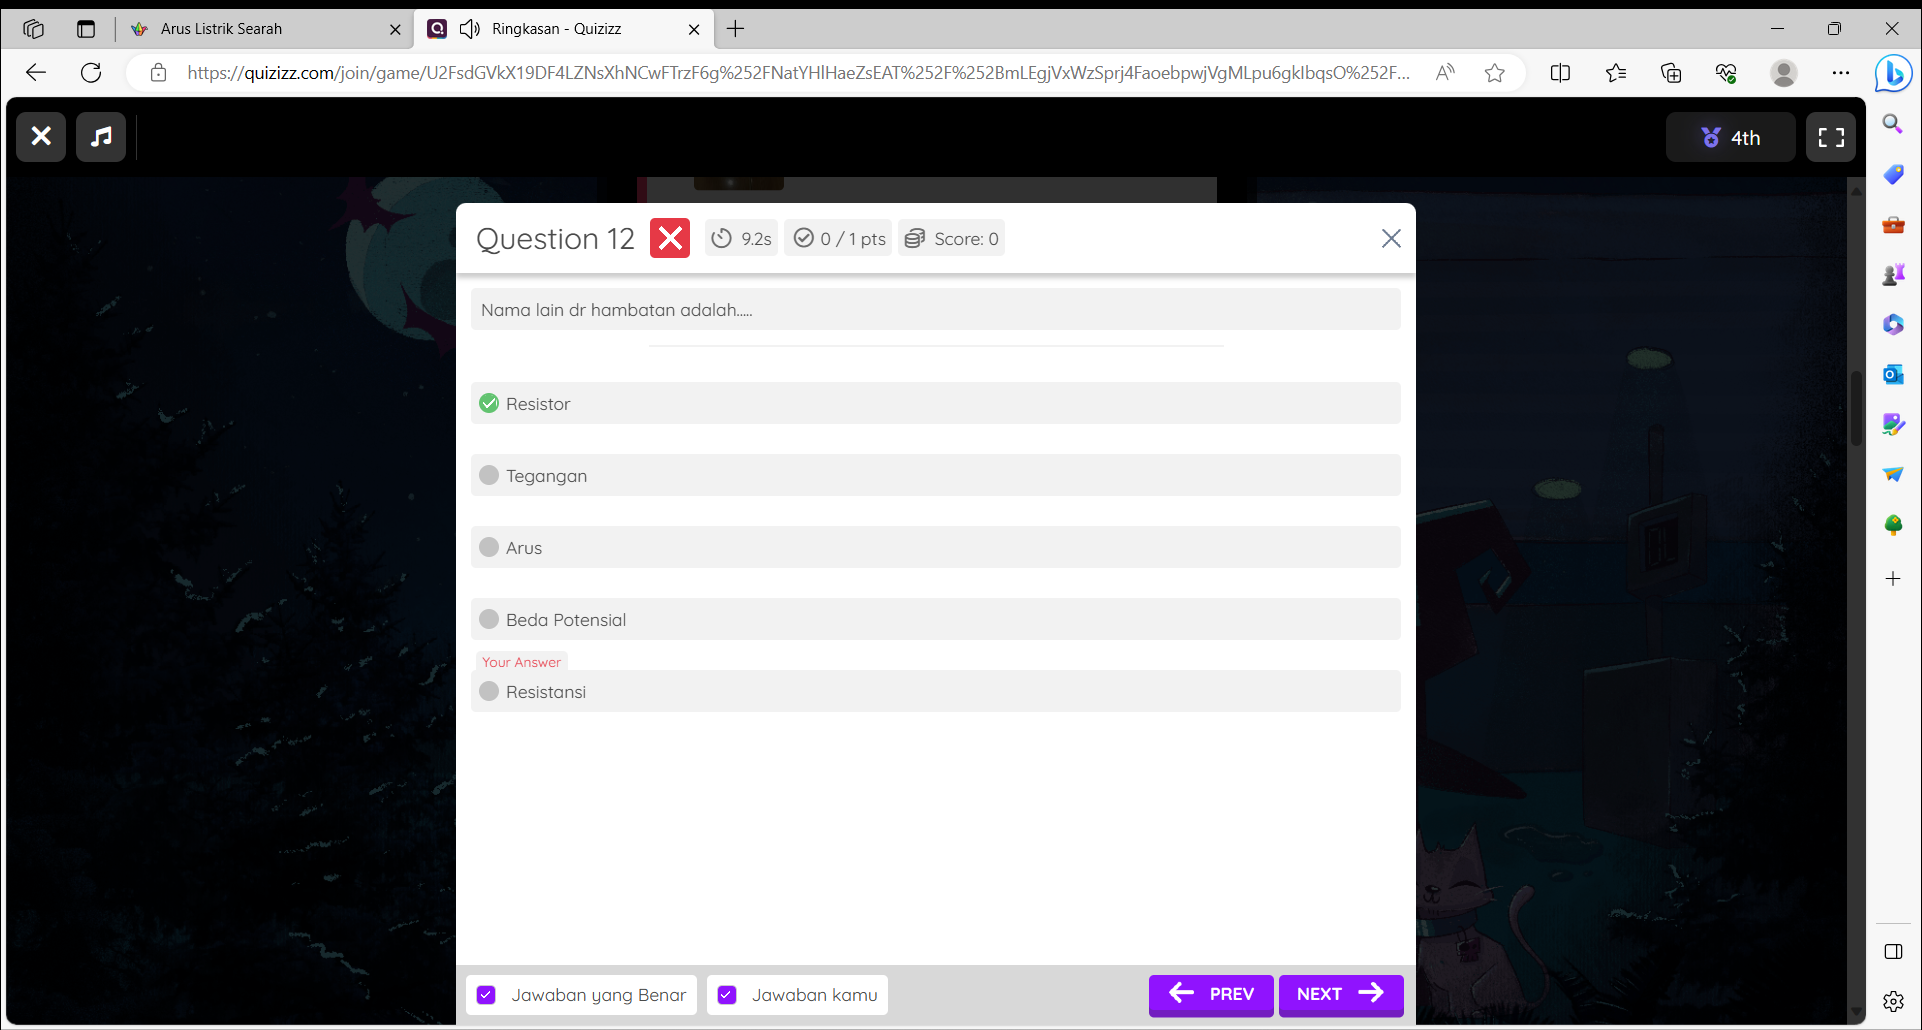 Arus Listrik Searah
Ringkasan - Quizizz
https://quizizz.com/join/game/U2FsdGVkX19DF4LZNsXhNCwFTrzF6g%252FNatYHlHaeZsEAT%252F%252BmLEgjVxWzSprj4FaoebpwjVgMLpu6gkIbqsO%252F...
4th
Question 12
9.2s
0 / 1 pts
Score: 0
Nama lain dr hambatan adalah.....
Resistor
Tegangan
Arus
Beda Potensial
Your Answer
Resistansi
Jawaban yang Benar
Jawaban kamu
PREV
NEXT